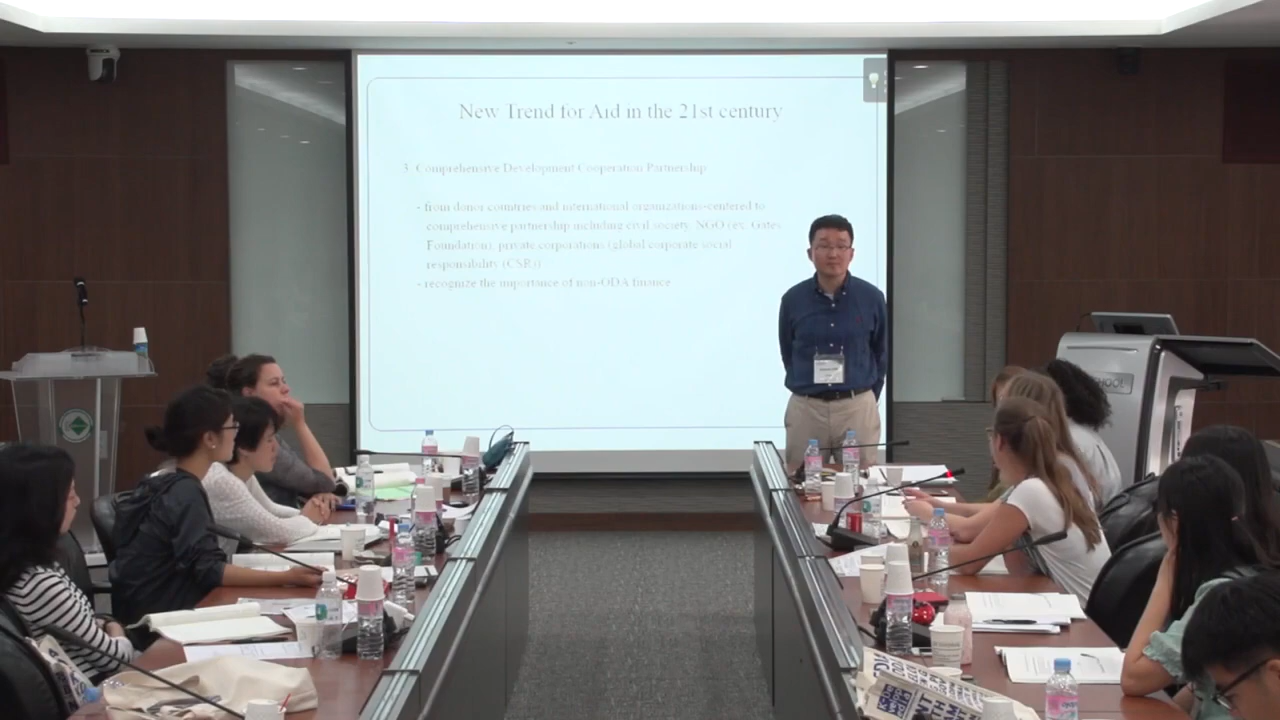 New Trend for Aid in the 21st century
3. Comprehensive Development Cooperation Partnership
- from donor countries and international organizations-centered to
comprehensive partnership including civil society, NGO (ex. Gates
Foundation), private corporations (global corporate social
responsibility (CSR))
- recognize the importance of non-ODA finance
SCHOOL